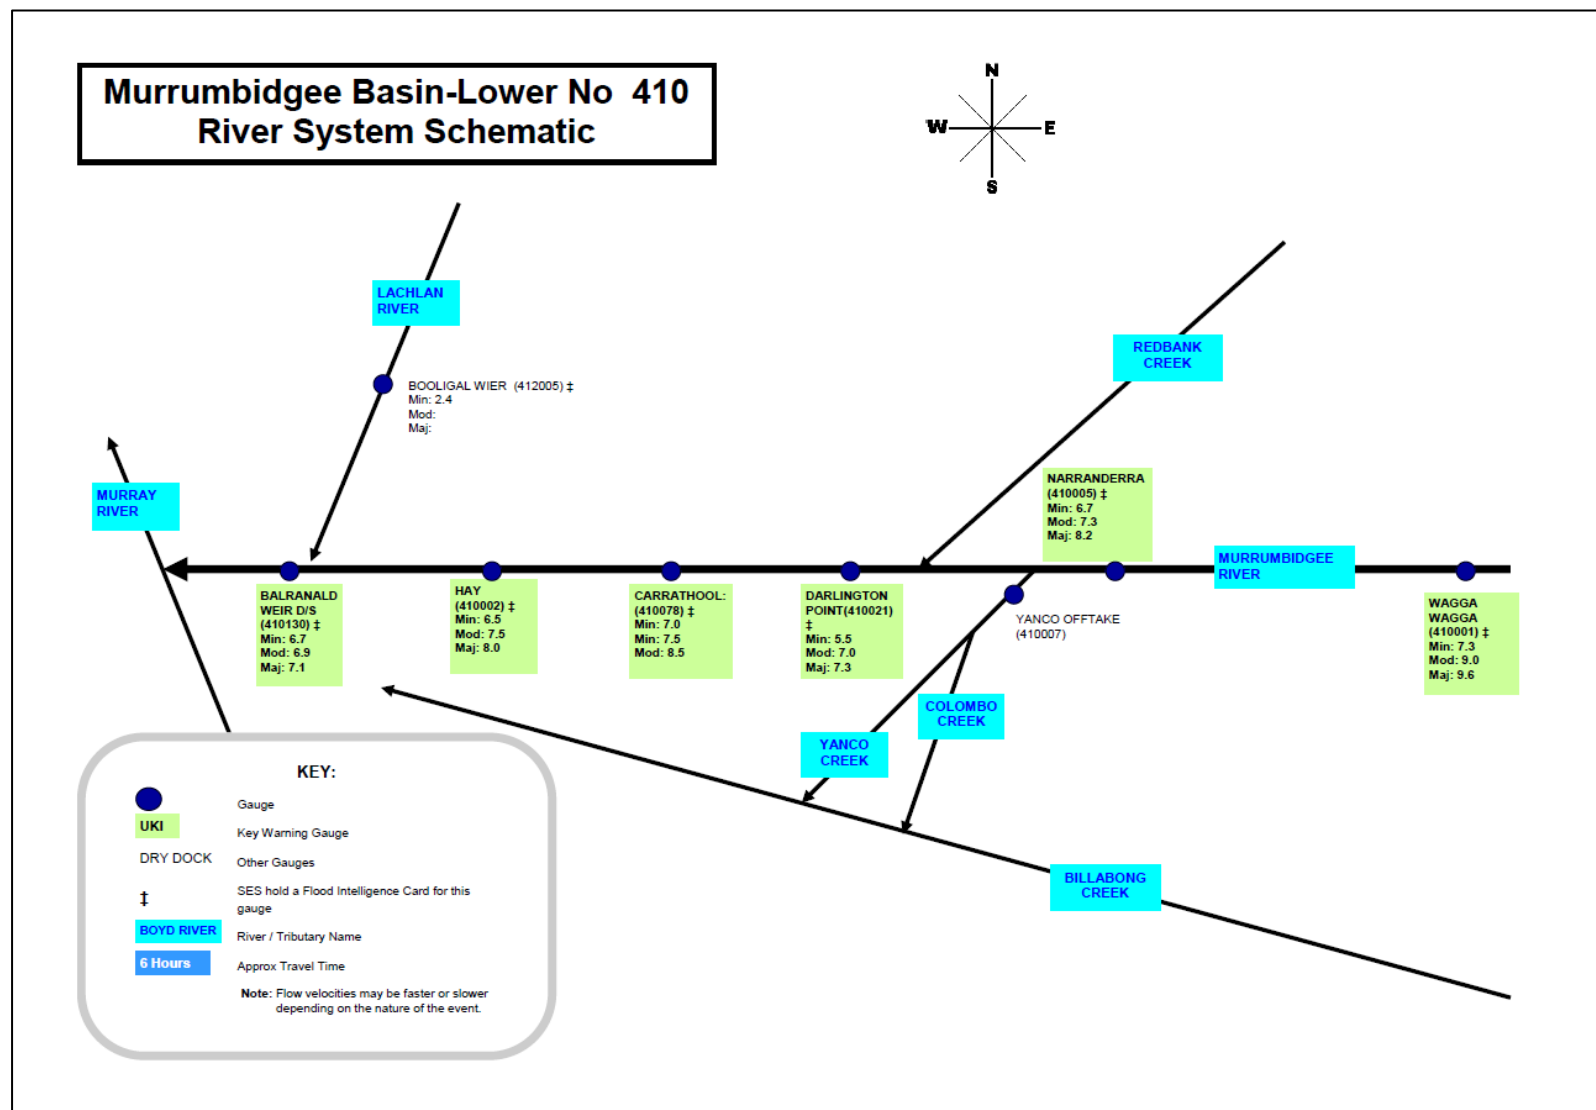 Murrumbidgee Basin-Lower No 410
River System Schematic
N
W
E
S
LACHLAN
RIVER
BOOLIGAL WIER (412005) ‡
Min: 2.4
Mod:
Maj:
REDBANK
CREEK
MURRAY
RIVER
NARRANDERRA
(410005) ‡
Min: 6.7
Mod: 7.3
Maj: 8.2
MURRUMBIDGEE
RIVER
BALRANALD
WEIR D/S
(410130) ‡
Min: 6.7
Mod: 6.9
Maj: 7.1
HAY
(410002) ‡
Min: 6.5
Mod: 7.5
Maj: 8.0
CARRATHOOL:
(410078) ‡
Min: 7.0
Min: 7.5
Mod: 8.5
DARLINGTON
POINT(410021)
‡
Min: 5.5
Mod: 7.0
Maj: 7.3
YANCO OFFTAKE
(410007)
WAGGA
WAGGA
(410001) ‡
Min: 7.3
Mod: 9.0
Maj: 9.6
COLOMBO
CREEK
YANCO
CREEK
BILLABONG
CREEK
KEY:
Gauge
UKI
Key Warning Gauge
DRY DOCK
Other Gauges
‡
SES hold a Flood Intelligence Card for this
gauge
BOYD RIVER
River / Tributary Name
6 Hours
Approx Travel Time
Note: Flow velocities may be faster or slower
depending on the nature of the event.